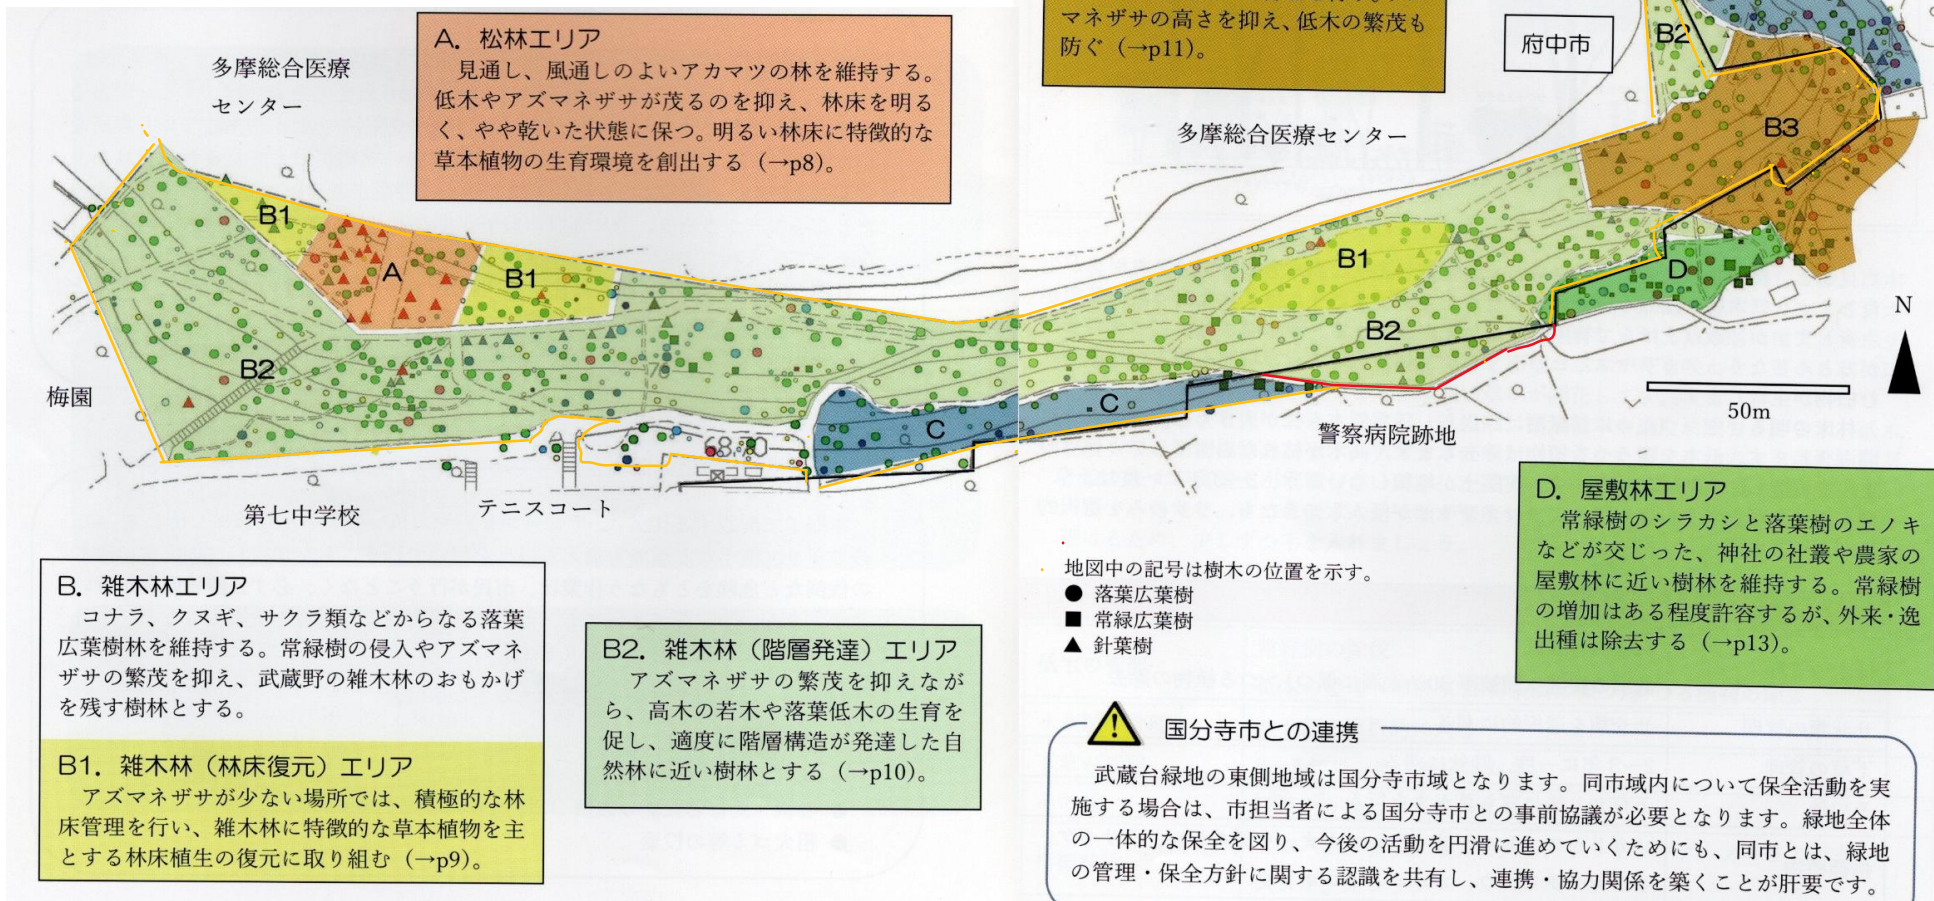 A. 松林エリア
見通し、風通しのよいアカマツの林を維持する。
低木やアズマネザサが茂るのを抑え、林床を明る
く、やや乾いた状態に保つ。明るい林床に特徴的な
草本植物の生育環境を創出する（→p8）。
マネザサの高さを抑え、低木の繁茂も
防ぐ（→p11）。
府中市
多摩総合医療
センター
多摩総合医療センター
B2
B3
B1
A
B1
B1
D
B2
B2
C
C
N
50m
梅園
第七中学校
テニスコート
警察病院跡地
地図中の記号は樹木の位置を示す。
● 落葉広葉樹
■ 常緑広葉樹
▲ 針葉樹
D. 屋敷林エリア
常緑樹のシラカシと落葉樹のエノキ
などが交じった、神社の社叢や農家の
屋敷林に近い樹林を維持する。常緑樹
の増加はある程度許容するが、外来・逸
出種は除去する（→p13）。
B. 雑木林エリア
コナラ、クヌギ、サクラ類などからなる落葉
広葉樹林を維持する。常緑樹の侵入やアズマネ
ザサの繁茂を抑え、武蔵野の雑木林のおもかげ
を残す樹林とする。
B1. 雑木林（林床復元）エリア
アズマネザサが少ない場所では、積極的な林
床管理を行い、雑木林に特徴的な草本植物を主
とする林床植生の復元に取り組む（→p9）。
B2. 雑木林（階層発達）エリア
アズマネザサの繁茂を抑えなが
ら、高木の若木や落葉低木の生育を
促し、適度に階層構造が発達した自
然林に近い樹林とする（→p10）。
国分寺市との連携
武蔵台緑地の東側地域は国分寺市域となります。同市域内について保全活動を実
施する場合は、市担当者による国分寺市との事前協議が必要となります。緑地全体
の一体的な保全を図り、今後の活動を円滑に進めていくためにも、同市とは、緑地
の管理・保全方針に関する認識を共有し、連携・協力関係を築くことが肝要です。